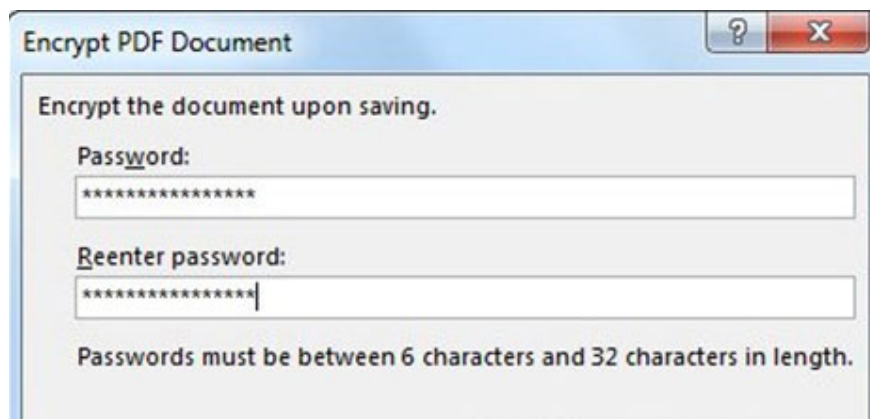 Encrypt PDF Document
Encrypt the document upon saving.
Password:
****************
Reenter password:
****************
Passwords must be between 6 characters and 32 characters in length.